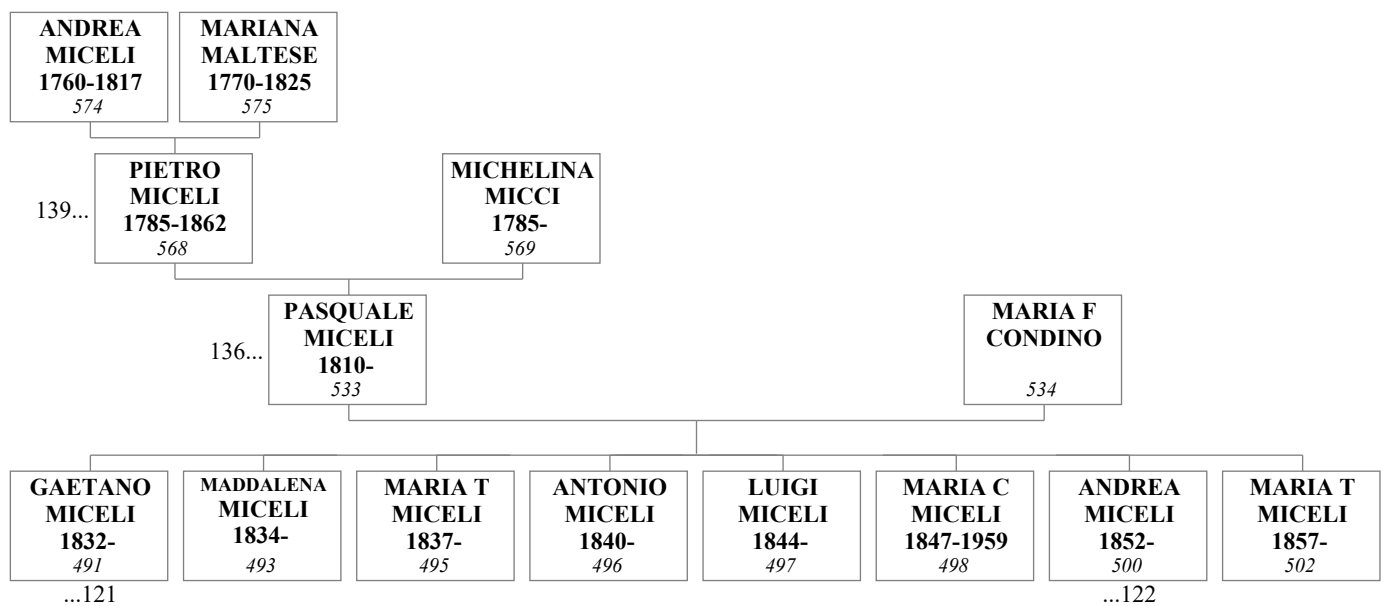 ANDREA
MICELI
1760-1817
574
MARIANA
MALTESE
1770-1825
575
139...
PIETRO
MICELI
1785-1862
568
MICHELINA
MICCI
1785-
569
136...
PASQUALE
MICELI
1810-
533
MARIA F
CONDINO
534
GAETANO
MICELI
1832-
491
...121
MADDALENA
MICELI
1834-
493
MARIA T
MICELI
1837-
495
ANTONIO
MICELI
1840-
496
LUIGI
MICELI
1844-
497
MARIA C
MICELI
1847-1959
498
ANDREA
MICELI
1852-
500
...122
MARIA T
MICELI
1857-
502